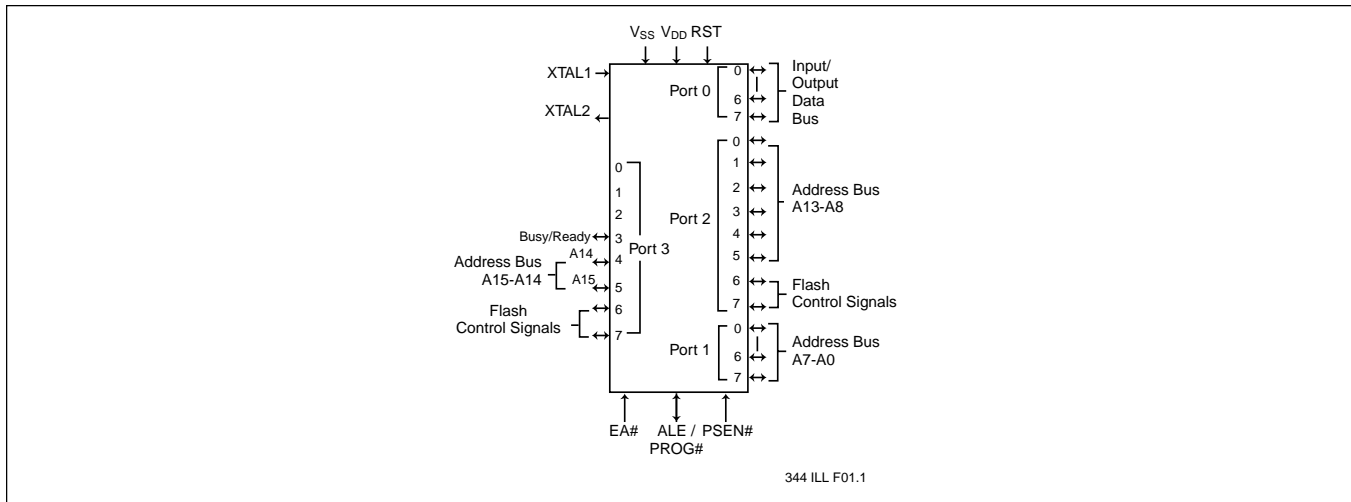 VSS VDD RST
XTAL1
XTAL2
Port 0
0
6
7
Input/
Output
Data
Bus
Port 2
0
1
2
3
4
5
6
7
Address Bus
A13-A8
Flash
Control Signals
Port 3
0
1
2
3
4
5
6
7
Busy/Ready
Address Bus
A15-A14
A14
A15
Flash
Control Signals
Port 1
0
6
7
Address Bus
A7-A0
EA#
ALE /
PROG#
PSEN#
344 ILL F01.1